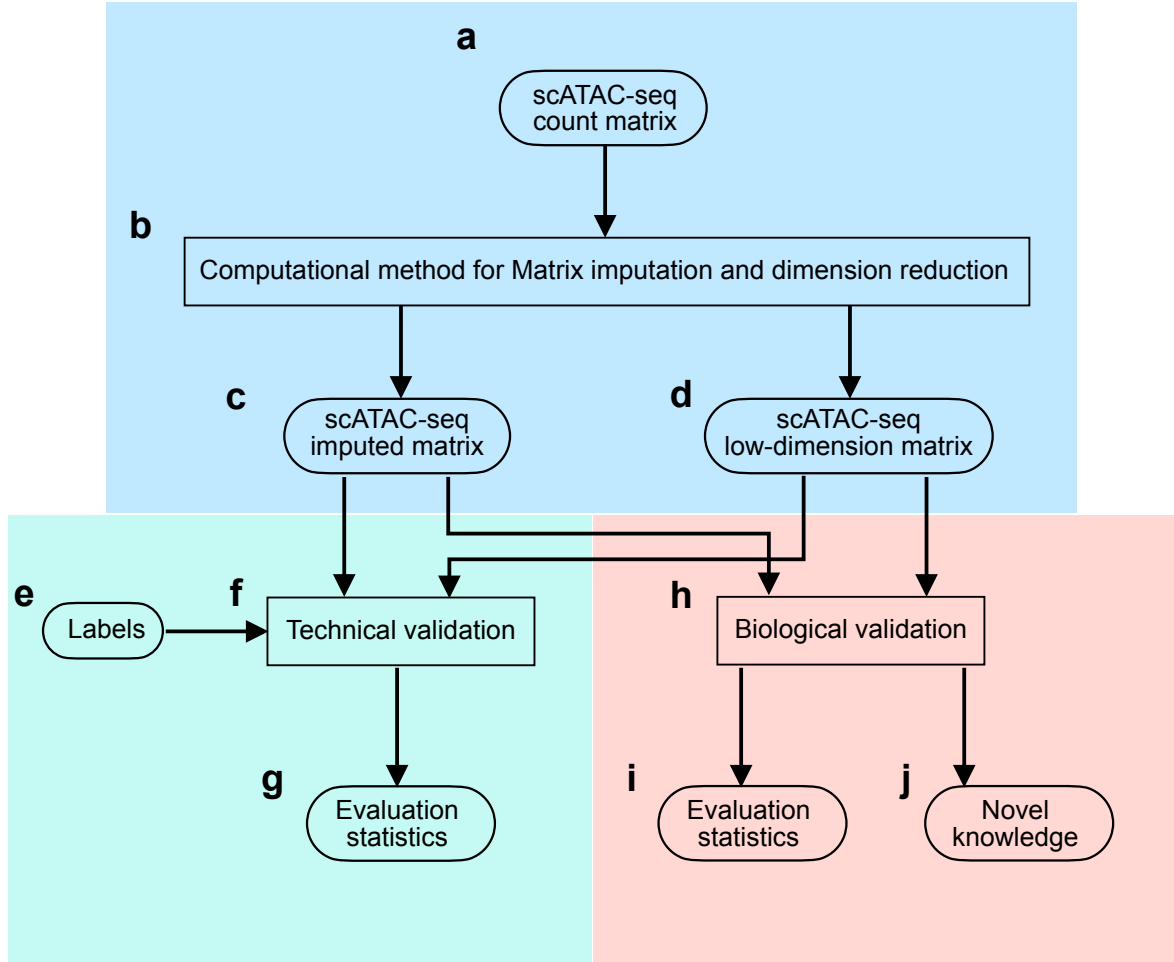 a
scATAC-seq
count matrix
b
Computational method for Matrix imputation and dimension reduction
c
scATAC-seq
imputed matrix
d
scATAC-seq
low-dimension matrix
e
Labels
f
Technical validation
g
Evaluation
statistics
h
Biological validation
i
Evaluation
statistics
j
Novel
knowledge